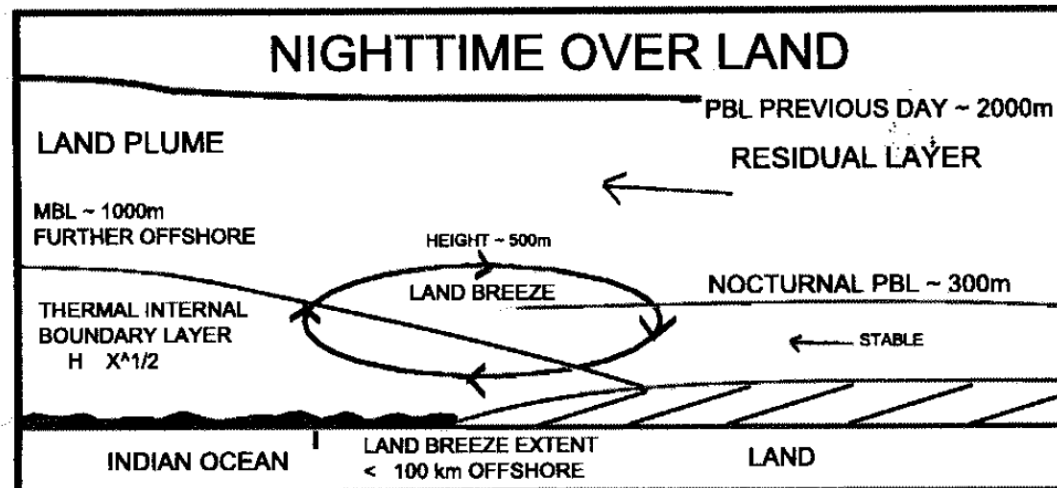 NIGHTTIME OVER LAND
PBL PREVIOUS DAY ~ 2000m
LAND PLUME
RESIDUAL LAYER
MBL ~ 1000m
FURTHER OFFSHORE
HEIGHT ~ 500m
LAND BREEZE
NOCTURNAL PBL ~ 300m
THERMAL INTERNAL
BOUNDARY LAYER
H X^1/2
STABLE
INDIAN OCEAN
LAND BREEZE EXTENT
< 100 km OFFSHORE
LAND